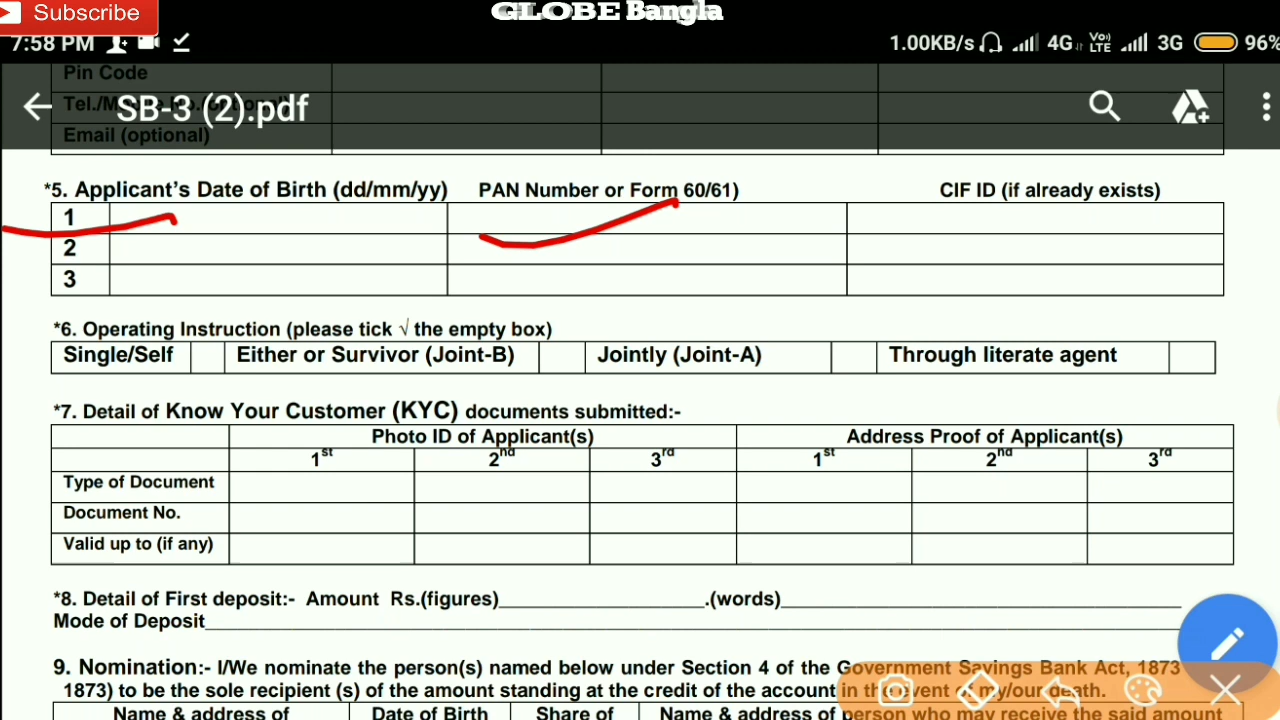 Subscribe
GLOBE Bangla
7:58 PM 1.00KB/s 4G Vo) LTE 3G 96%
Pin Code
SB-3 (2).pdf
Email (optional)
*5. Applicant's Date of Birth (dd/mm/yy) PAN Number or Form 60/61) CIF ID (if already exists)
1
2
3
*6. Operating Instruction (please tick √ the empty box)
Single/Self Either or Survivor (Joint-B) Jointly (Joint-A) Through literate agent
*7. Detail of Know Your Customer (KYC) documents submitted:-
Photo ID of Applicant(s) Address Proof of Applicant(s)
1st 2nd 3rd 1st 2nd 3rd
Type of Document
Document No.
Valid up to (if any)
*8. Detail of First deposit:- Amount Rs.(figures)____________________.(words)____________________
Mode of Deposit____________________
9. Nomination:- I/We nominate the person(s) named below under Section 4 of the Government Savings Bank Act, 1873
1873) to be the sole recipient (s) of the amount standing at the credit of the account in the event of my/our death.
Name & address of Date of Birth Share of Name & address of person who may receive the said amount